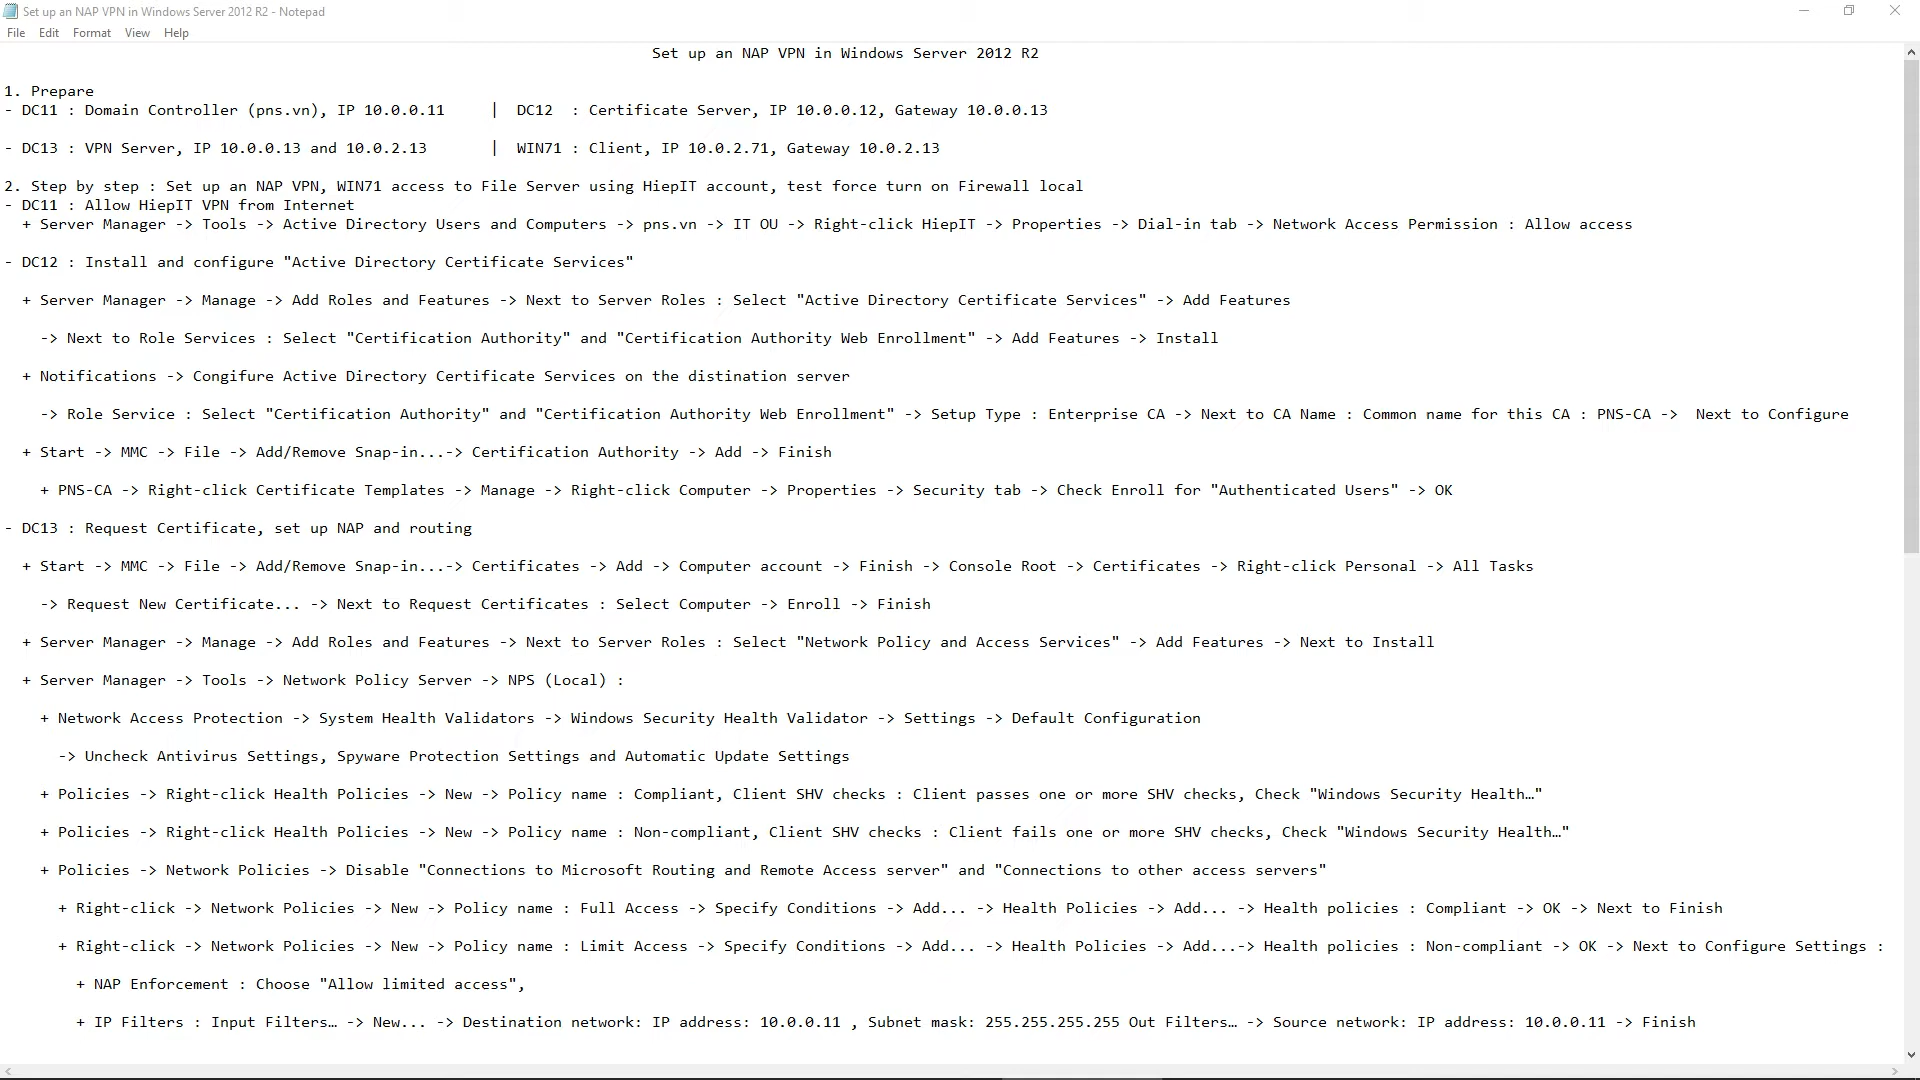 Set up an NAP VPN in Windows Server 2012 R2 - Notepad
File Edit Format View Help
Set up an NAP VPN in Windows Server 2012 R2
1. Prepare
- DC11 : Domain Controller (pns.vn), IP 10.0.0.11 | DC12 : Certificate Server, IP 10.0.0.12, Gateway 10.0.0.13
- DC13 : VPN Server, IP 10.0.0.13 and 10.0.2.13 | WIN71 : Client, IP 10.0.2.71, Gateway 10.0.2.13
2. Step by step : Set up an NAP VPN, WIN71 access to File Server using HiepIT account, test force turn on Firewall local
- DC11 : Allow HiepIT VPN from Internet
+ Server Manager -> Tools -> Active Directory Users and Computers -> pns.vn -> IT OU -> Right-click HiepIT -> Properties -> Dial-in tab -> Network Access Permission : Allow access
- DC12 : Install and configure "Active Directory Certificate Services"
+ Server Manager -> Manage -> Add Roles and Features -> Next to Server Roles : Select "Active Directory Certificate Services" -> Add Features
-> Next to Role Services : Select "Certification Authority" and "Certification Authority Web Enrollment" -> Add Features -> Install
+ Notifications -> Congifure Active Directory Certificate Services on the distination server
-> Role Service : Select "Certification Authority" and "Certification Authority Web Enrollment" -> Setup Type : Enterprise CA -> Next to CA Name : Common name for this CA : PNS-CA -> Next to Configure
+ Start -> MMC -> File -> Add/Remove Snap-in...-> Certification Authority -> Add -> Finish
+ PNS-CA -> Right-click Certificate Templates -> Manage -> Right-click Computer -> Properties -> Security tab -> Check Enroll for "Authenticated Users" -> OK
- DC13 : Request Certificate, set up NAP and routing
+ Start -> MMC -> File -> Add/Remove Snap-in...-> Certificates -> Add -> Computer account -> Finish -> Console Root -> Certificates -> Right-click Personal -> All Tasks
-> Request New Certificate... -> Next to Request Certificates : Select Computer -> Enroll -> Finish
+ Server Manager -> Manage -> Add Roles and Features -> Next to Server Roles : Select "Network Policy and Access Services" -> Add Features -> Next to Install
+ Server Manager -> Tools -> Network Policy Server -> NPS (Local) :
+ Network Access Protection -> System Health Validators -> Windows Security Health Validator -> Settings -> Default Configuration
-> Uncheck Antivirus Settings, Spyware Protection Settings and Automatic Update Settings
+ Policies -> Right-click Health Policies -> New -> Policy name : Compliant, Client SHV checks : Client passes one or more SHV checks, Check "Windows Security Health…"
+ Policies -> Right-click Health Policies -> New -> Policy name : Non-compliant, Client SHV checks : Client fails one or more SHV checks, Check "Windows Security Health…"
+ Policies -> Network Policies -> Disable "Connections to Microsoft Routing and Remote Access server" and "Connections to other access servers"
+ Right-click -> Network Policies -> New -> Policy name : Full Access -> Specify Conditions -> Add... -> Health Policies -> Add... -> Health policies : Compliant -> OK -> Next to Finish
+ Right-click -> Network Policies -> New -> Policy name : Limit Access -> Specify Conditions -> Add... -> Health Policies -> Add...-> Health policies : Non-compliant -> OK -> Next to Configure Settings :
+ NAP Enforcement : Choose "Allow limited access",
+ IP Filters : Input Filters… -> New... -> Destination network: IP address: 10.0.0.11 , Subnet mask: 255.255.255.255 Out Filters… -> Source network: IP address: 10.0.0.11 -> Finish